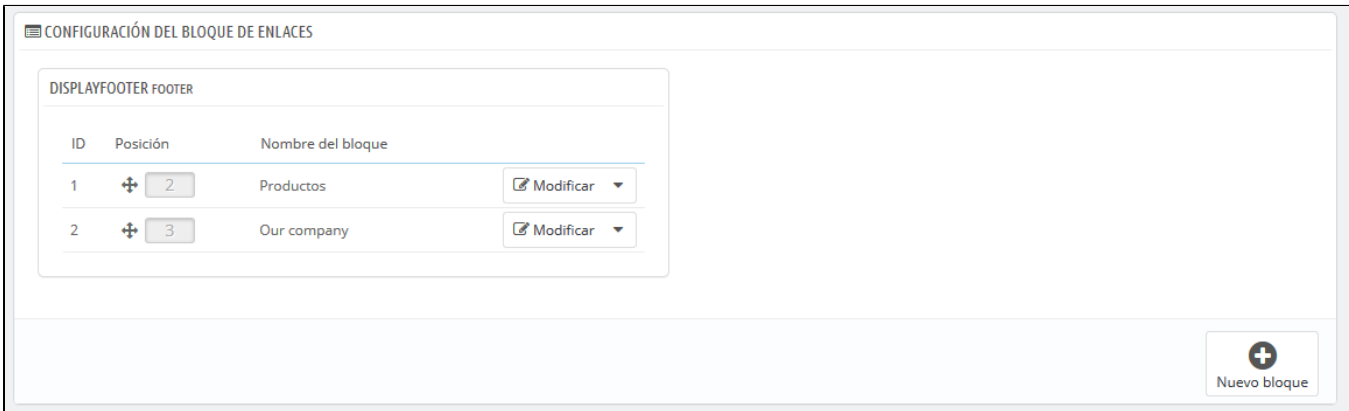 CONFIGURACIÓN DEL BLOQUE DE ENLACES
DISPLAYFOOTER FOOTER
ID Posición Nombre del bloque
1 2 Productos Modificar
2 3 Our company Modificar
Nuevo bloque